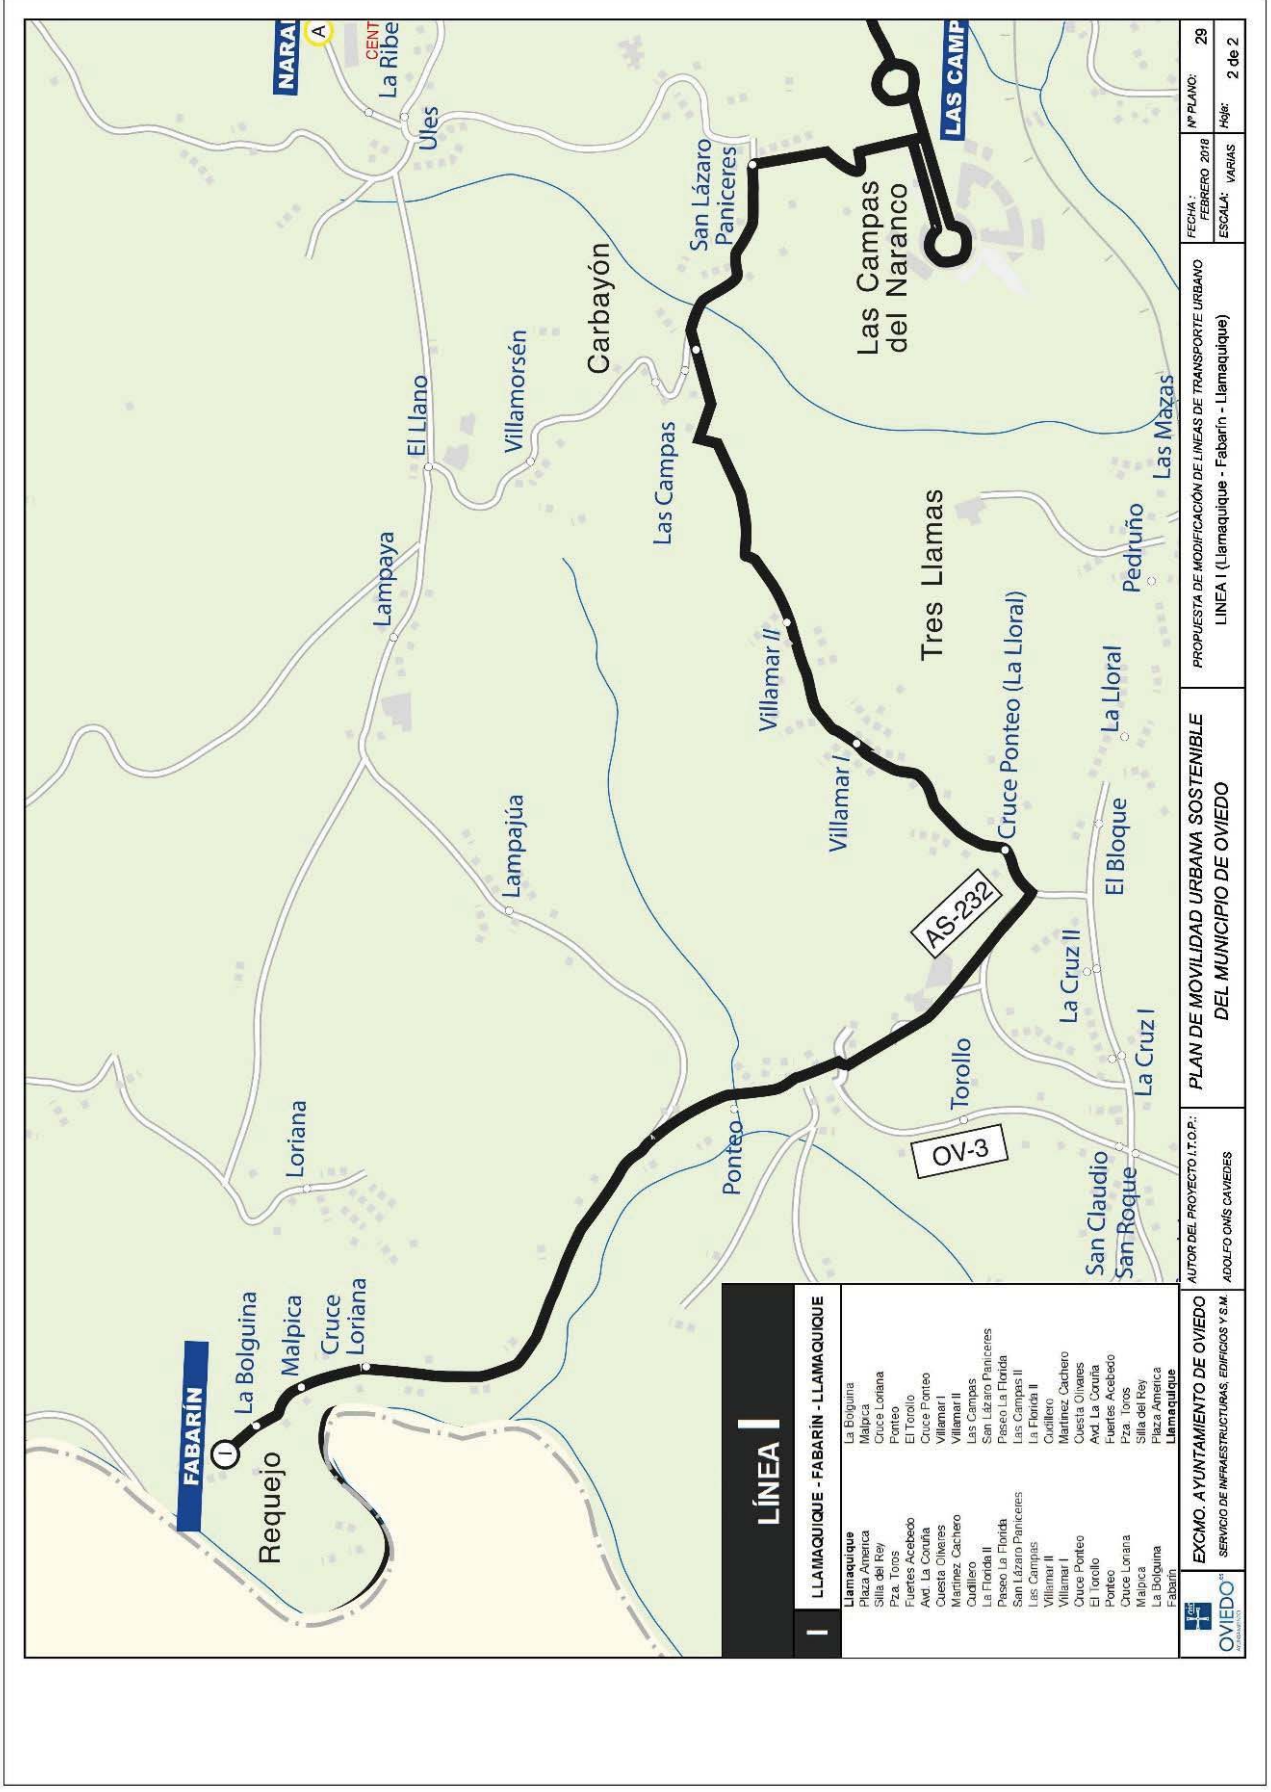 NARA
A
CENT
La Ribe
Ules
San Lázaro
Paniceres
LAS CAMP
Las Campas
del Naranco
Carbayón
El Llano
Villamorsén
Las Campas
Las Mazas
Lampaya
Tres Llamas
Pedruño
Villamar II
Cruce Ponteo (La Lloral)
La Lloral
Villamar I
Lampajúa
El Bloque
AS-232
La Cruz II
La Cruz I
Torollo
OV-3
Ponteo
San Claudio
San Roque
Loriana
Cruce
Loriana
Malpica
La Bolguina
FABARÍN
I
Requejo
LÍNEA I
I
LLAMAQUIQUE - FABARÍN - LLAMAQUIQUE
Llamaquique
Plaza America
Silla del Rey
Pza. Toros
Fuertes Acebedo
Avd. La Coruña
Cuesta Olivares
Martinez Cachero
Cudillero
La Florida II
Paseo La Florida
San Lázaro Paniceres
Las Campas
Villamar II
Villamar I
Cruce Ponteo
El Torollo
Ponteo
Cruce Loriana
Malpica
La Bolguina
Fabarín
La Bolguina
Malpica
Cruce Loriana
Ponteo
El Torollo
Cruce Ponteo
Villamar I
Villamar II
Las Campas
San Lázaro Paniceres
Paseo La Florida
Las Campas II
La Florida II
Cudillero
Martinez Cachero
Cuesta Olivares
Avd. La Coruña
Fuertes Acebedo
Pza. Toros
Silla del Rey
Plaza America
Llamaquique
OVIEDO
EXCMO. AYUNTAMIENTO DE OVIEDO
SERVICIO DE INFRAESTRUCTURAS, EDIFICIOS Y S.M.
AUTOR DEL PROYECTO I.T.O.P.:
ADOLFO ONÍS CAVIEDES
PLAN DE MOVILIDAD URBANA SOSTENIBLE
DEL MUNICIPIO DE OVIEDO
PROPUESTA DE MODIFICACIÓN DE LINEAS DE TRANSPORTE URBANO
LINEA I (Llamaquique - Fabarín - Llamaquique)
FECHA:
FEBRERO 2018
ESCALA: VARIAS
Nº PLANO: 29
Hoja: 2 de 2